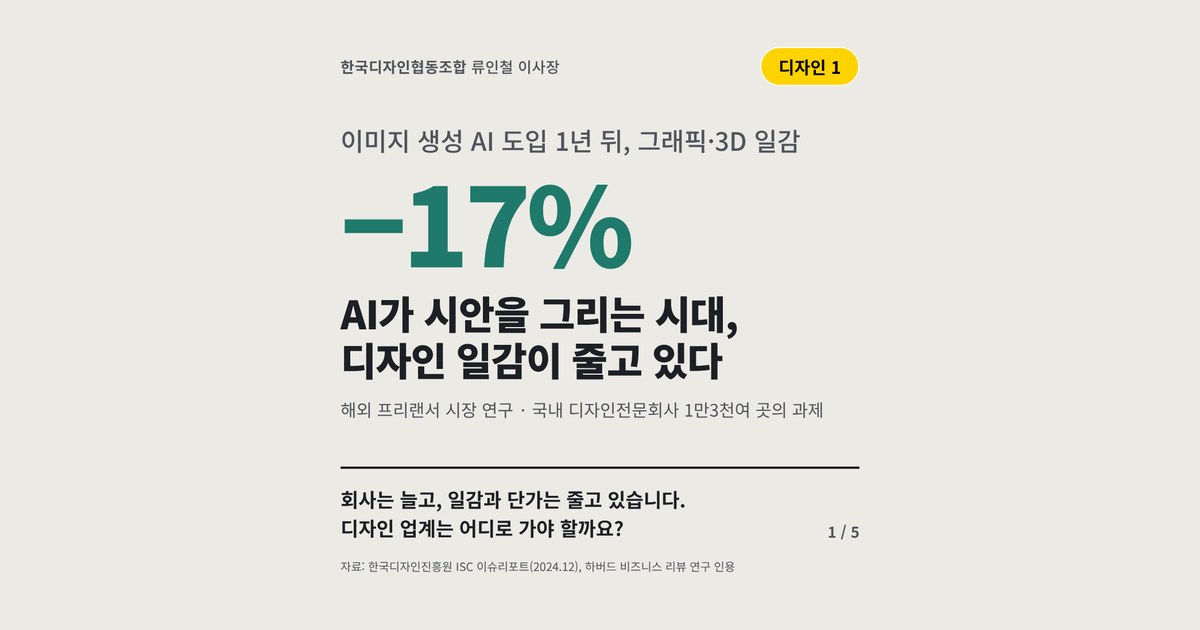 한국디자인협동조합 류인철 이사장
디자인 1
이미지 생성 AI 도입 1년 뒤, 그래픽·3D 일감
−17%
AI가 시안을 그리는 시대,
디자인 일감이 줄고 있다
해외 프리랜서 시장 연구 · 국내 디자인전문회사 1만3천여 곳의 과제
회사는 늘고, 일감과 단가는 줄고 있습니다.
디자인 업계는 어디로 가야 할까요?
1 / 5
자료: 한국디자인진흥원 ISC 이슈리포트(2024.12), 하버드 비즈니스 리뷰 연구 인용